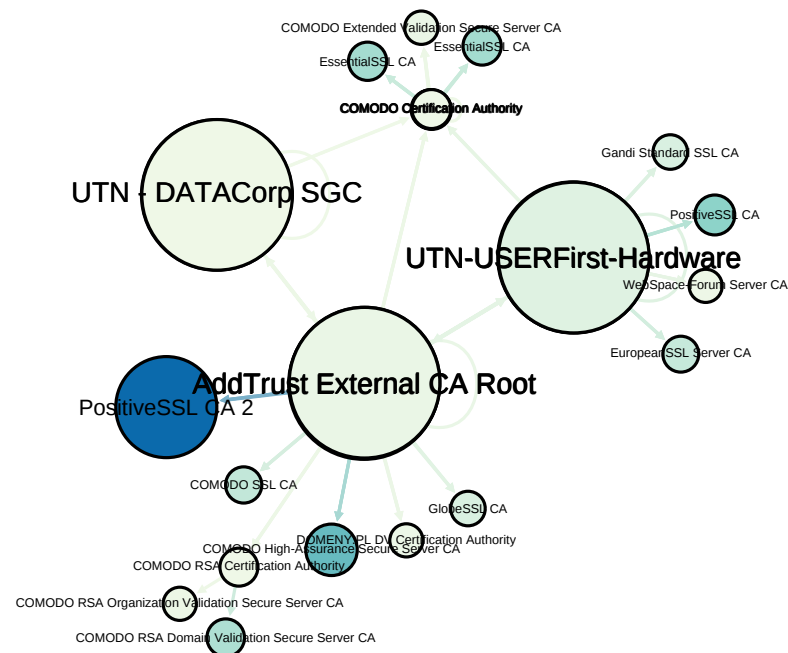 COMODO Extended Validation Secure Server CA
EssentialSSL CA
EssentialSSL CA
COMODO Certification Authority
Gandi Standard SSL CA
UTN - DATACorp SGC
PositiveSSL CA
UTN-USERFirst-Hardware
WebSpace-Forum Server CA
EuropeanSSL Server CA
AddTrust External CA Root
PositiveSSL CA 2
COMODO SSL CA
GlobeSSL CA
DOMENY.PL DV Certification Authority
COMODO High-Assurance Secure Server CA
COMODO RSA Certification Authority
COMODO RSA Organization Validation Secure Server CA
COMODO RSA Domain Validation Secure Server CA